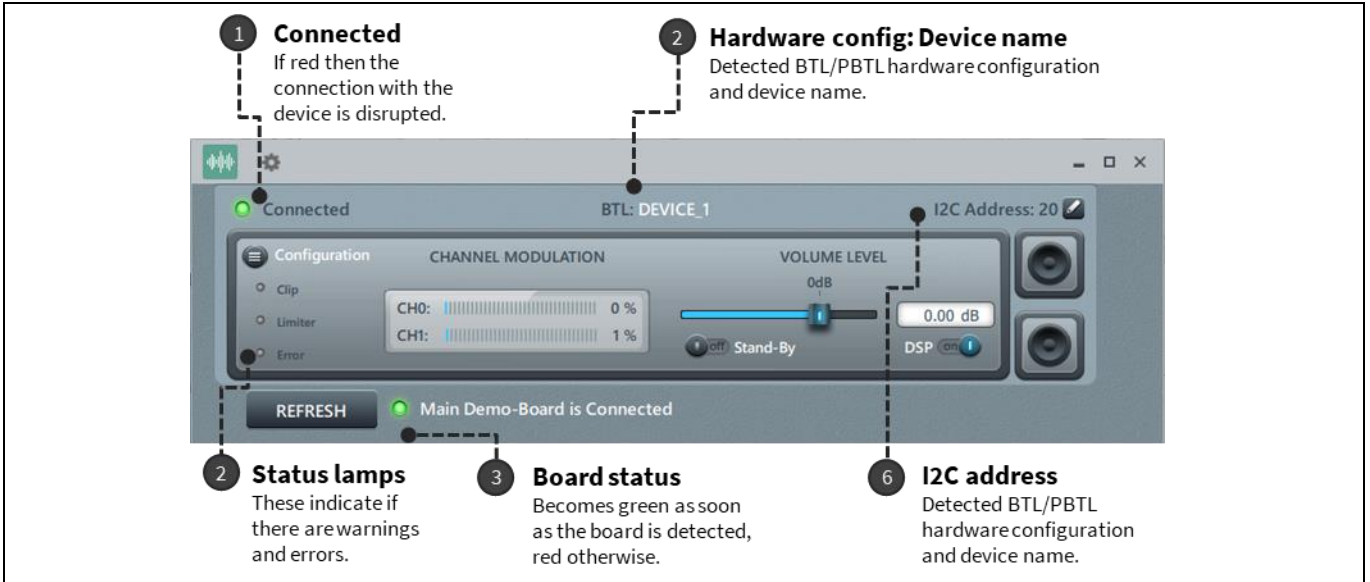 1 Connected
If red then the
connection with the
device is disrupted.
2 Hardware config: Device name
Detected BTL/PBTL hardware configuration
and device name.
Connected
BTL: DEVICE_1
I2C Address: 20
Configuration
Clip
Limiter
Error
CHANNEL MODULATION
CH0: 0 %
CH1: 1 %
VOLUME LEVEL
0dB
0.00 dB
off Stand-By
DSP on
REFRESH
Main Demo-Board is Connected
2 Status lamps
These indicate if
there are warnings
and errors.
3 Board status
Becomes green as soon
as the board is detected,
red otherwise.
6 I2C address
Detected BTL/PBTL
hardware configuration
and device name.